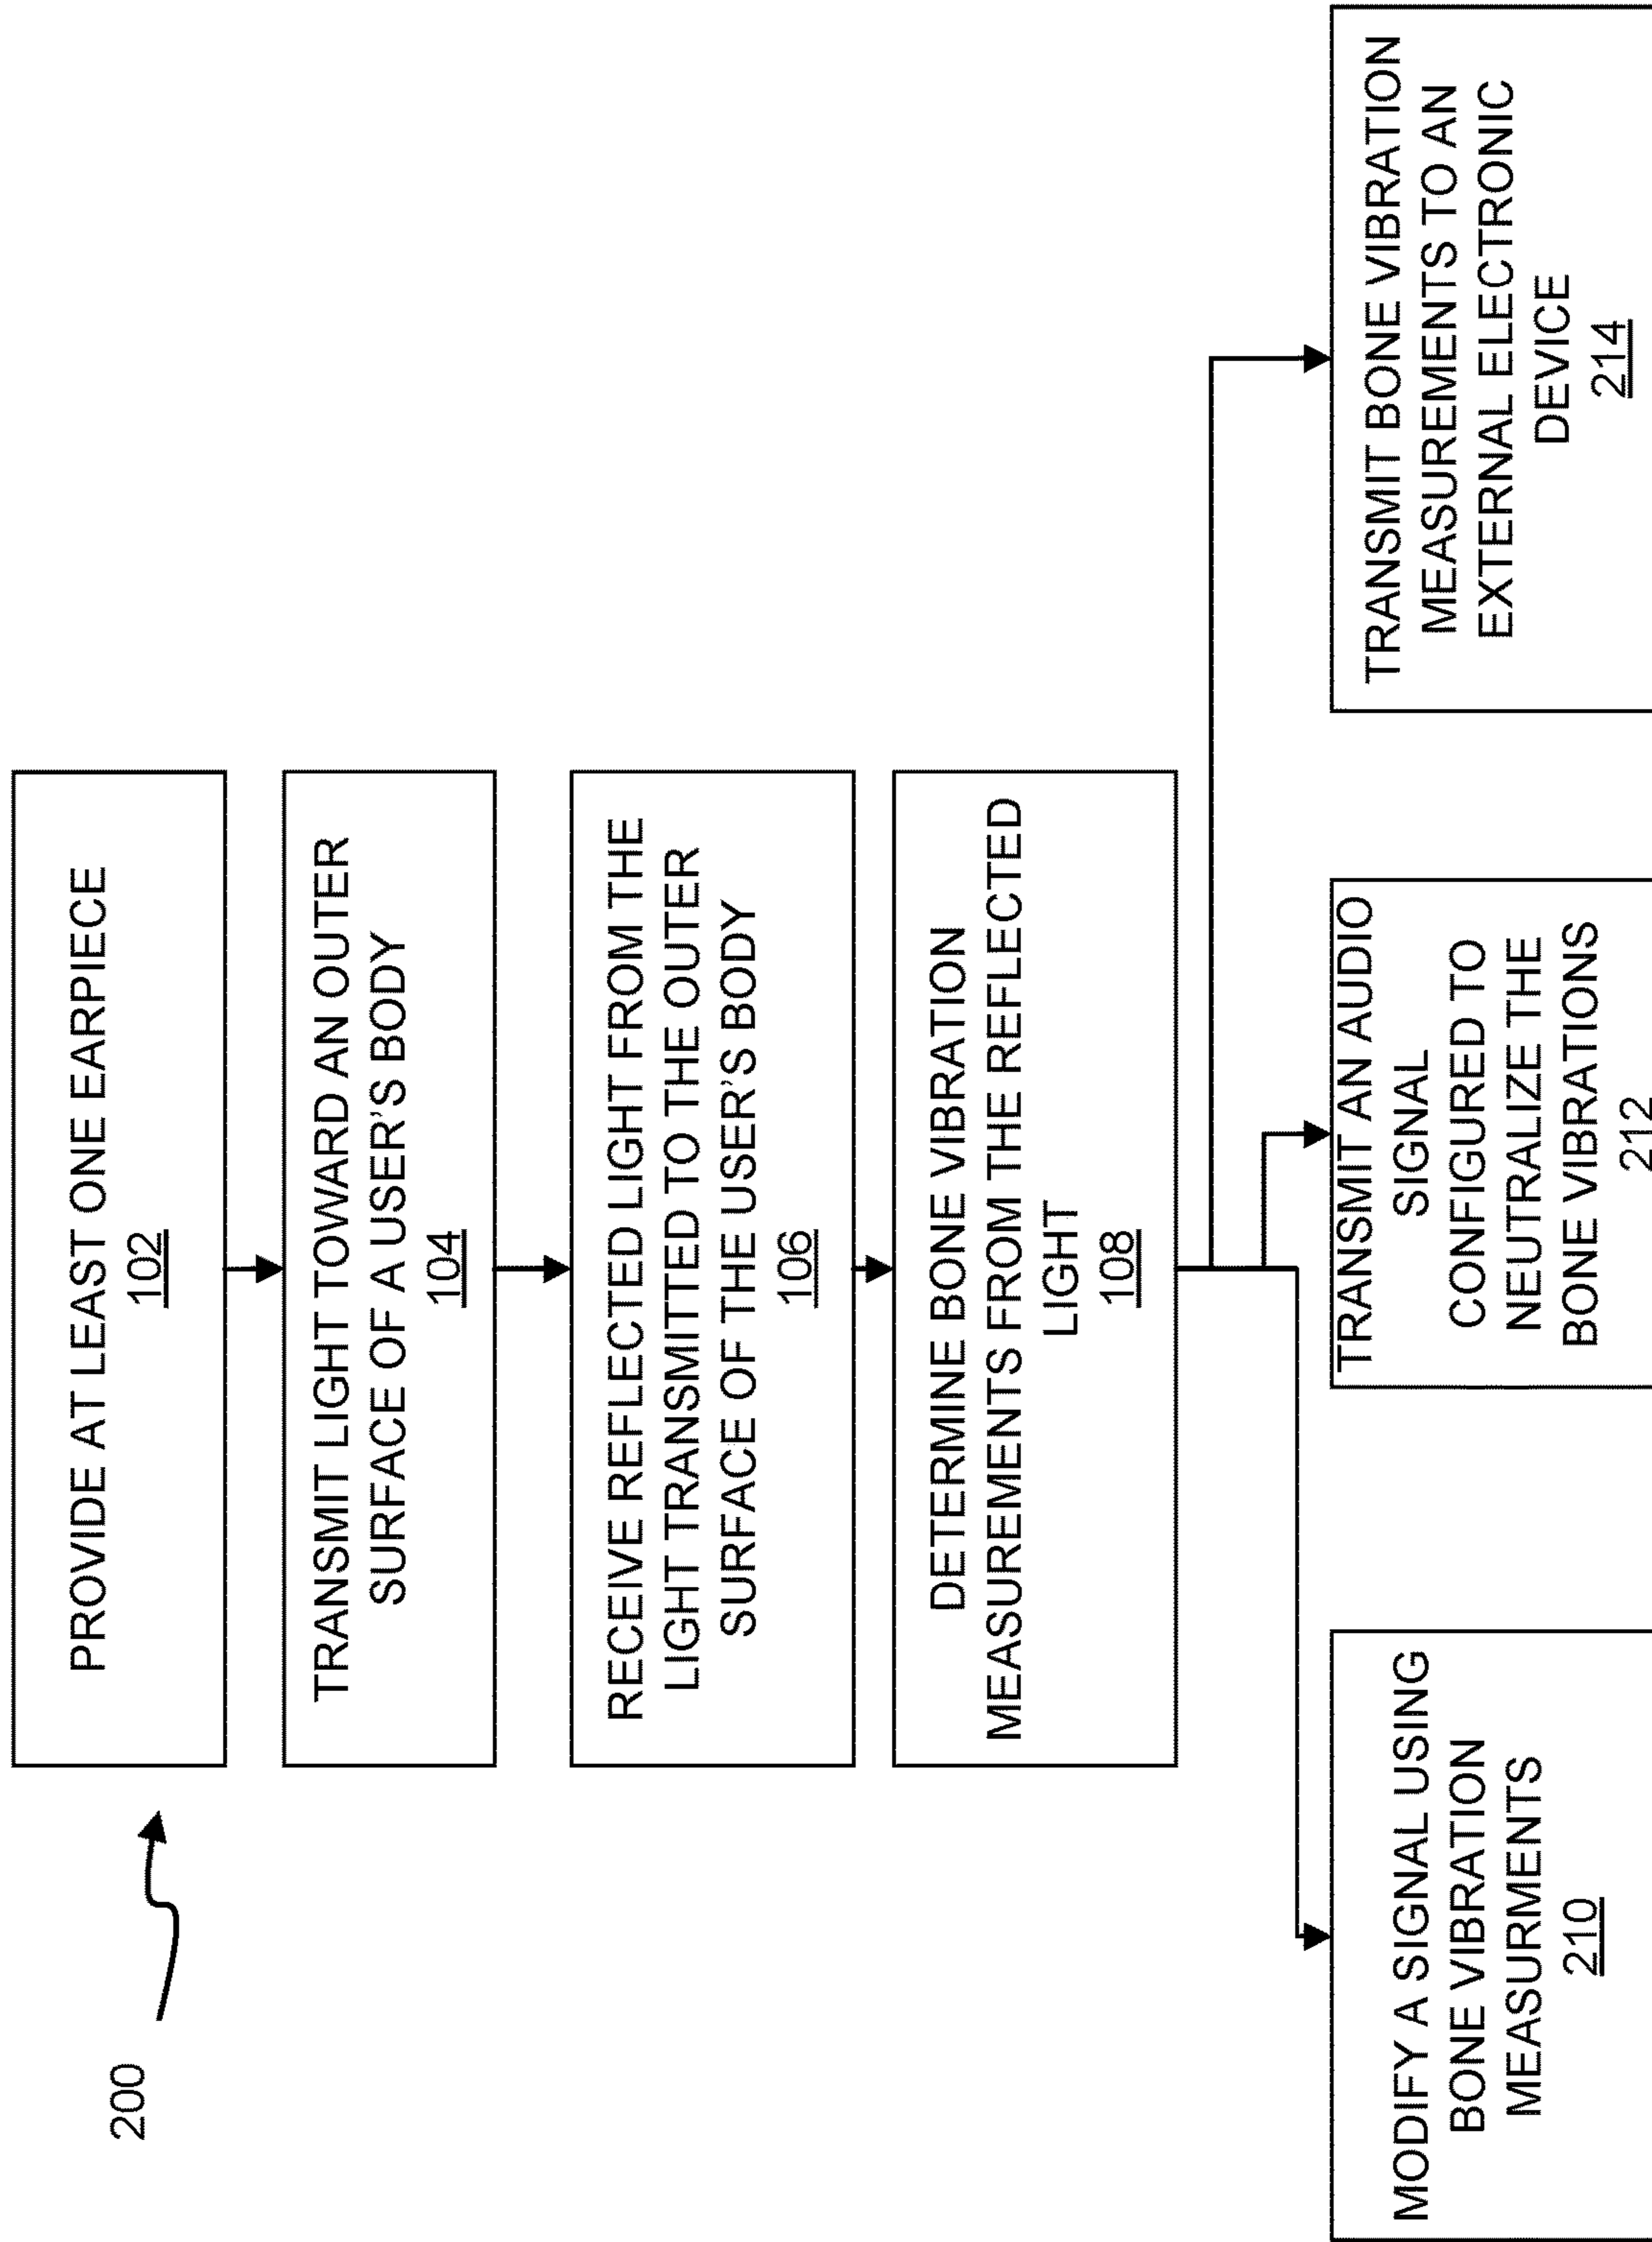 200
PROVIDE AT LEAST ONE EARPIECE
102
TRANSMIT LIGHT TOWARD AN OUTER
SURFACE OF A USER'S BODY
104
RECEIVE REFLECTED LIGHT FROM THE
LIGHT TRANSMITTED TO THE OUTER
SURFACE OF THE USER'S BODY
106
DETERMINE BONE VIBRATION
MEASUREMENTS FROM THE REFLECTED
LIGHT
108
MODIFY A SIGNAL USING
BONE VIBRATION
MEASURMENTS
210
TRANSMIT AN AUDIO
SIGNAL
CONFIGURED TO
NEUTRALIZE THE
BONE VIBRATIONS
212
TRANSMIT BONE VIBRATION
MEASUREMENTS TO AN
EXTERNAL ELECTRONIC
DEVICE
214